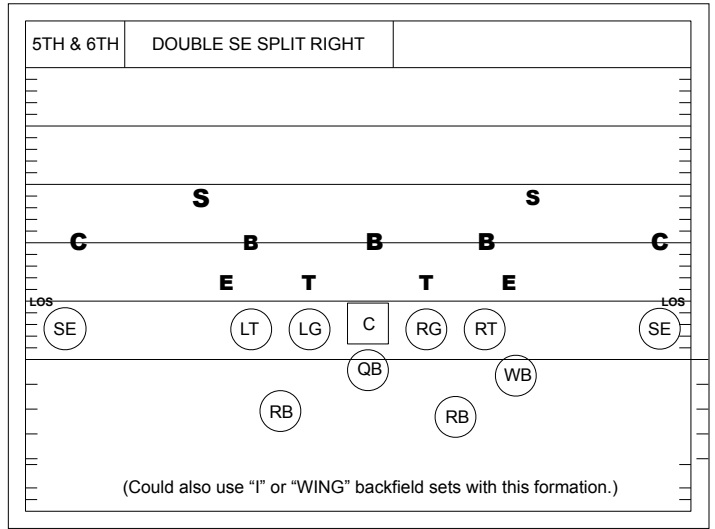 5TH & 6TH DOUBLE SE SPLIT RIGHT
S S
C B B B C
E T T E
LOS LOS
SE LT LG C RG RT SE
QB WB
RB RB
(Could also use “I” or “WING” backfield sets with this formation.)